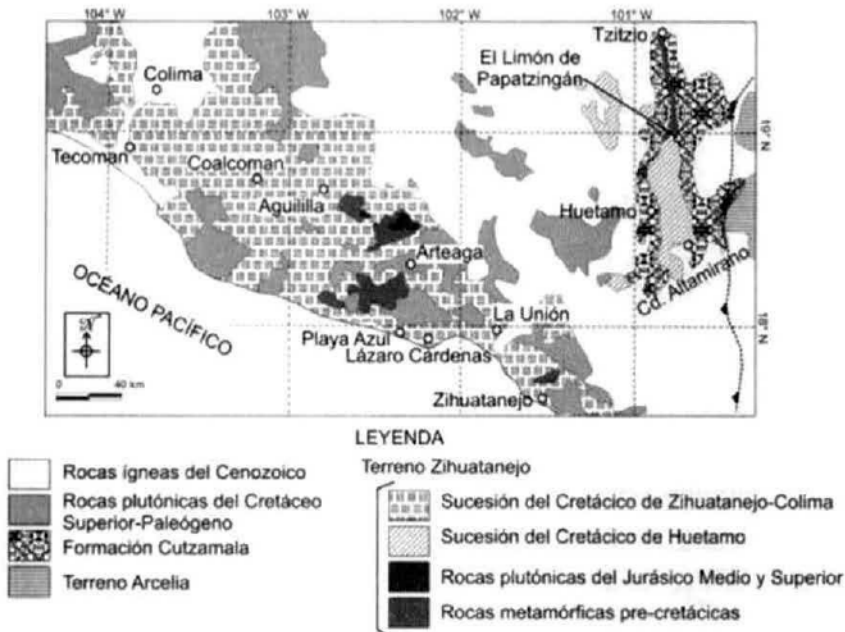 104° W 103° W 102° W 101° W
Tzitzio
El Limón de
Papatzingán
Colima
19° N
Tecoman
Coalcoman
Aguililla
Huetamo
Arteaga
Cd. Altamirano
OCÉANO PACÍFICO
La Unión
18° N
Playa Azul
Lázaro Cárdenas
0 40 km
Zihuatanejo
LEYENDA
Rocas ígneas del Cenozoico
Rocas plutónicas del Cretáceo
Superior-Paleógeno
Formación Cutzamala
Terreno Arcelia
Terreno Zihuatanejo
Sucesión del Cretácico de Zihuatanejo-Colima
Sucesión del Cretácico de Huetamo
Rocas plutónicas del Jurásico Medio y Superior
Rocas metamórficas pre-cretácicas